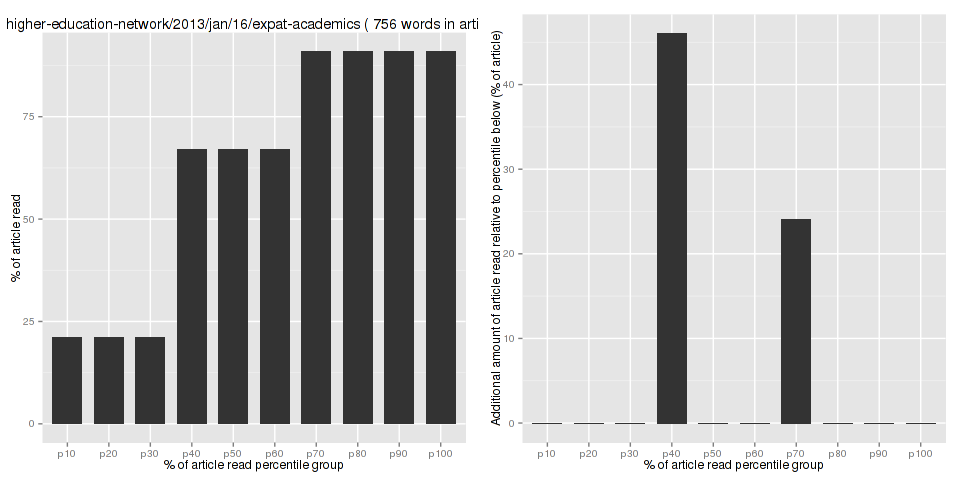 higher-education-network/2013/jan/16/expat-academics ( 756 words in arti
% of article read
75
50
25
0
p10 p20 p30 p40 p50 p60 p70 p80 p90 p100
% of article read percentile group
Additional amount of article read relative to percentile below (% of article)
40
30
20
10
0
p10 p20 p30 p40 p50 p60 p70 p80 p90 p100
% of article read percentile group